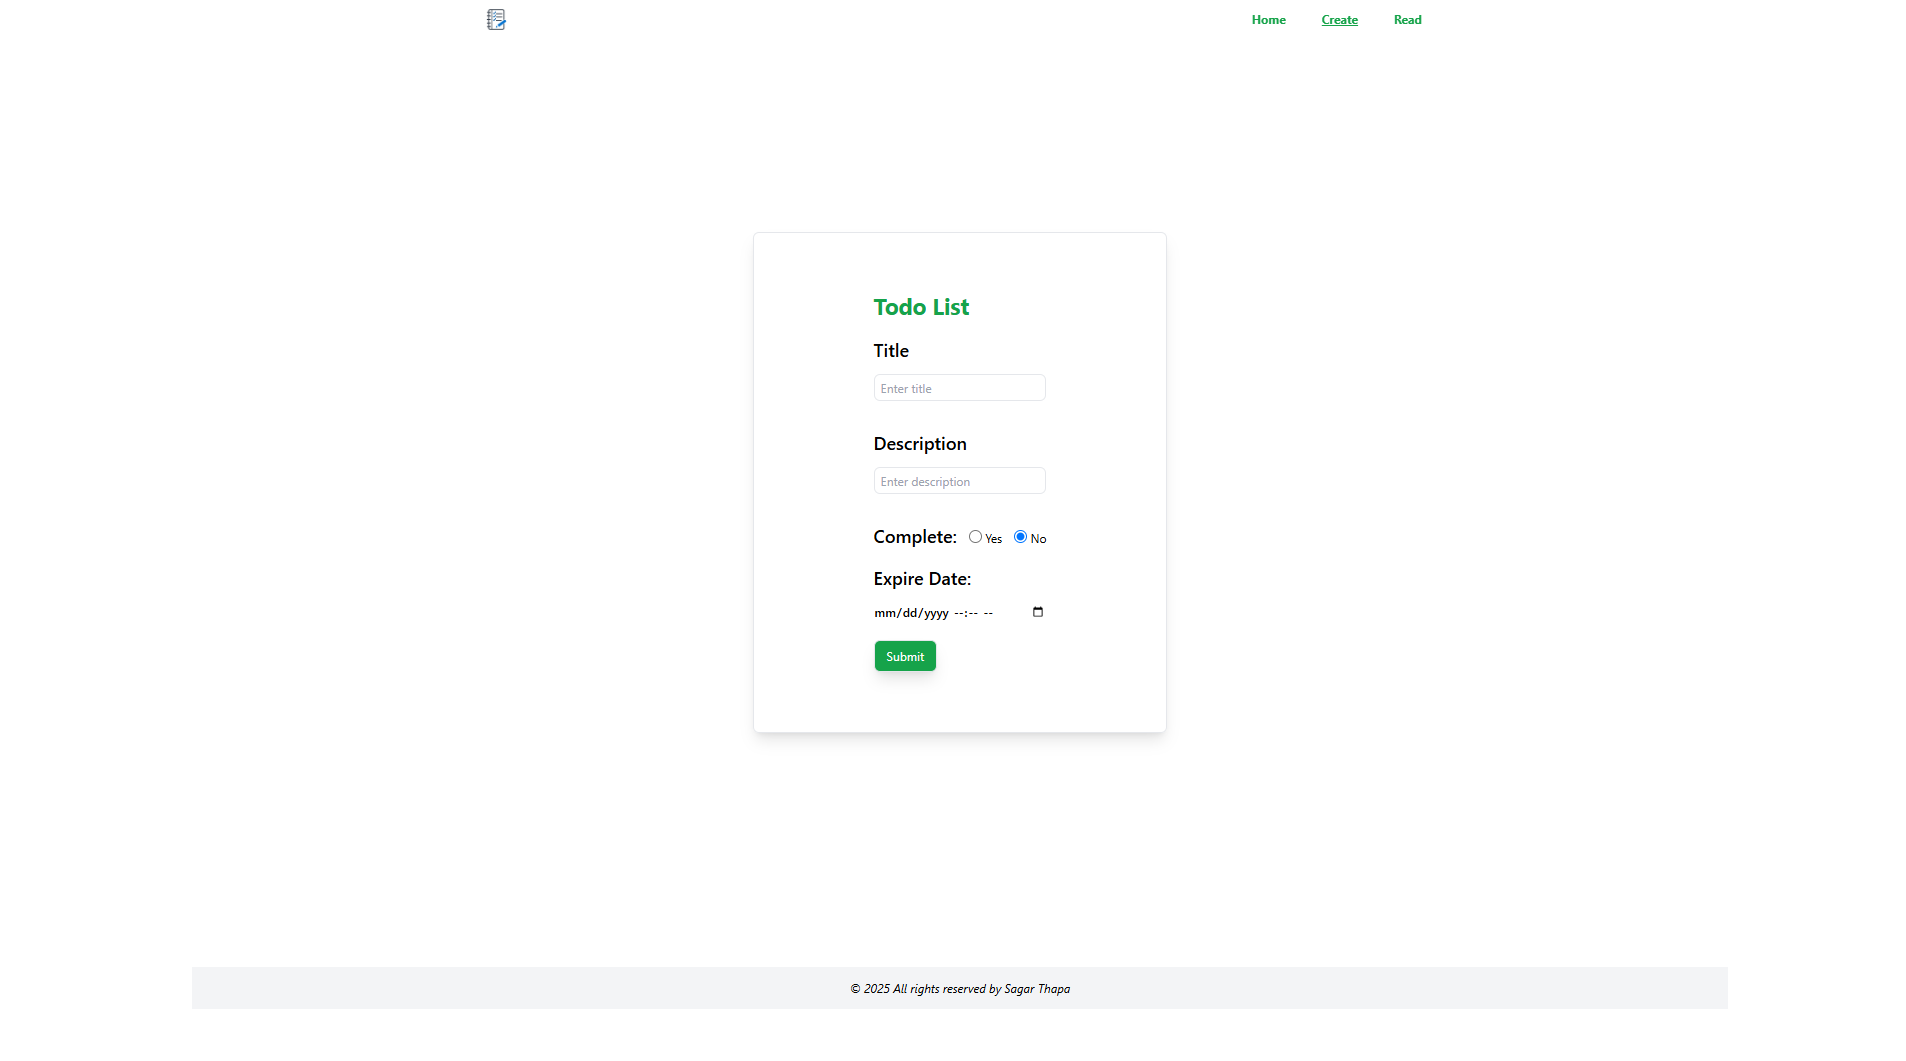 Home Create Read
Todo List
Title
Enter title
Description
Enter description
Complete: Yes No
Expire Date:
mm/dd/yyyy --:-- --
Submit
© 2025 All rights reserved by Sagar Thapa